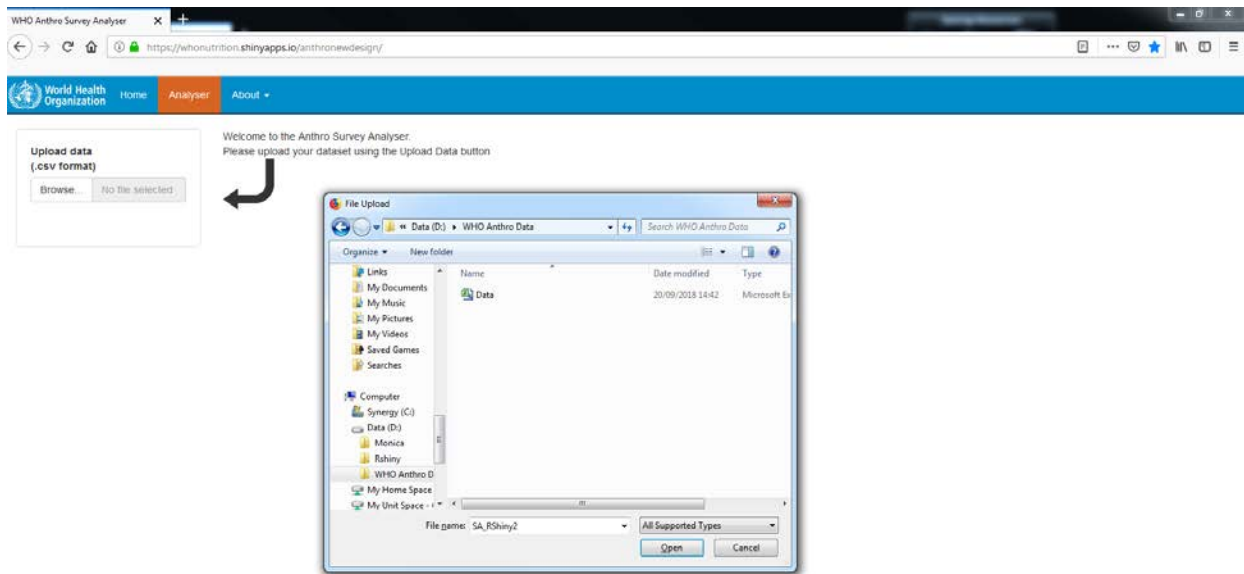 WHO Anthro Survey Analyser
https://whonutrition.shinyapps.io/anthronewdesign/
World Health
Organization
Home
Analyser
About
Upload data
(.csv format)
Browse...
No file selected
Welcome to the Anthro Survey Analyser.
Please upload your dataset using the Upload Data button
File Upload
« Data (D:) ▸ WHO Anthro Data
Search WHO Anthro Data
Organize
New folder
Links
My Documents
My Music
My Pictures
My Videos
Saved Games
Searches
Computer
Synergy (C:)
Data (D:)
Monica
Rshiny
WHO Anthro D
My Home Space
My Unit Space -
Name
Date modified
Type
Data
20/09/2018 14:42
Microsoft Ex
File name:
SA_RShiny2
All Supported Types
Open
Cancel